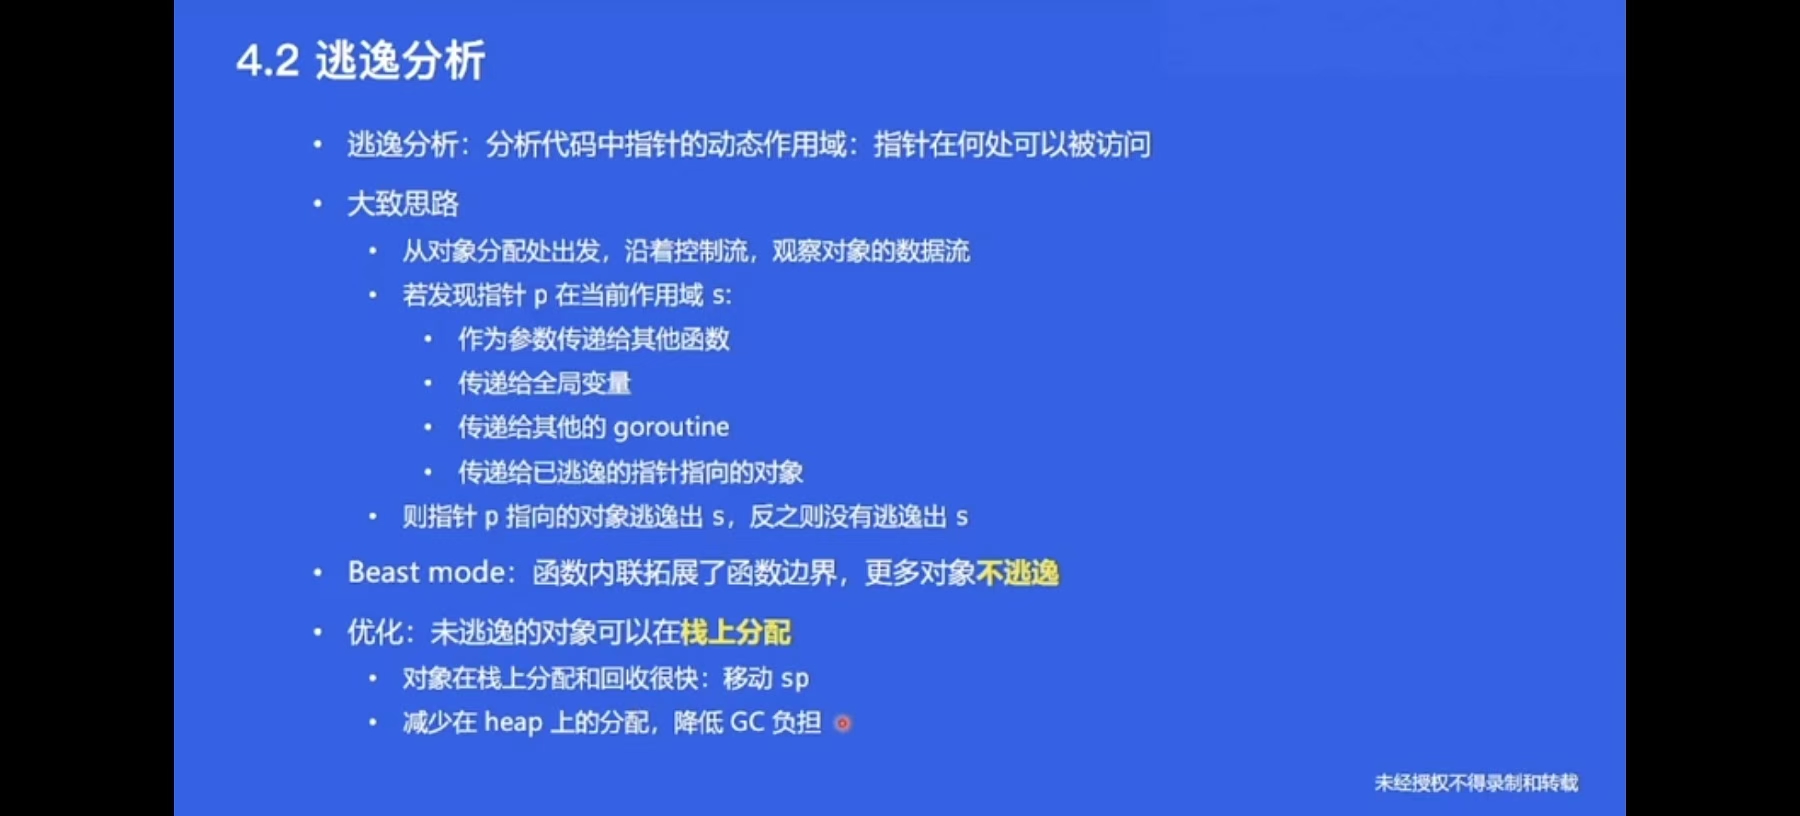 4.2 逃逸分析
• 逃逸分析：分析代码中指针的动态作用域：指针在何处可以被访问
• 大致思路
• 从对象分配处出发，沿着控制流，观察对象的数据流
• 若发现指针 p 在当前作用域 s:
• 作为参数传递给其他函数
• 传递给全局变量
• 传递给其他的 goroutine
• 传递给已逃逸的指针指向的对象
• 则指针 p 指向的对象逃逸出 s，反之则没有逃逸出 s
• Beast mode：函数内联拓展了函数边界，更多对象不逃逸
• 优化：未逃逸的对象可以在栈上分配
• 对象在栈上分配和回收很快：移动 sp
• 减少在 heap 上的分配，降低 GC 负担
未经授权不得录制和转载